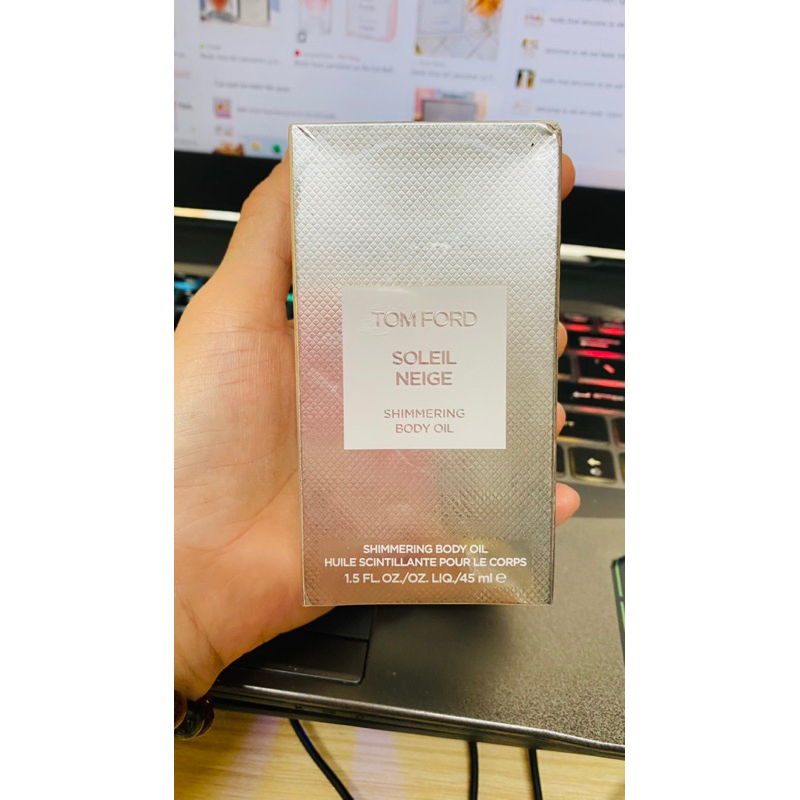 TOM FORD
SOLEIL
NEIGE
SHIMMERING
BODY OIL
SHIMMERING BODY OIL
HUILE SCINTILLANTE POUR LE CORPS
1.5 FL. OZ./OZ. LIQ./45 ml ℮